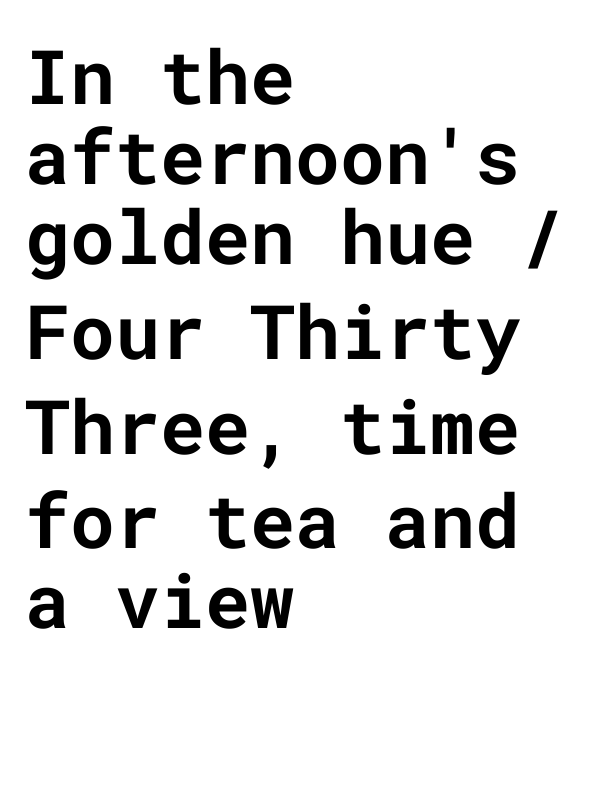 In the
afternoon's
golden hue /
Four Thirty
Three, time
for tea and
a view